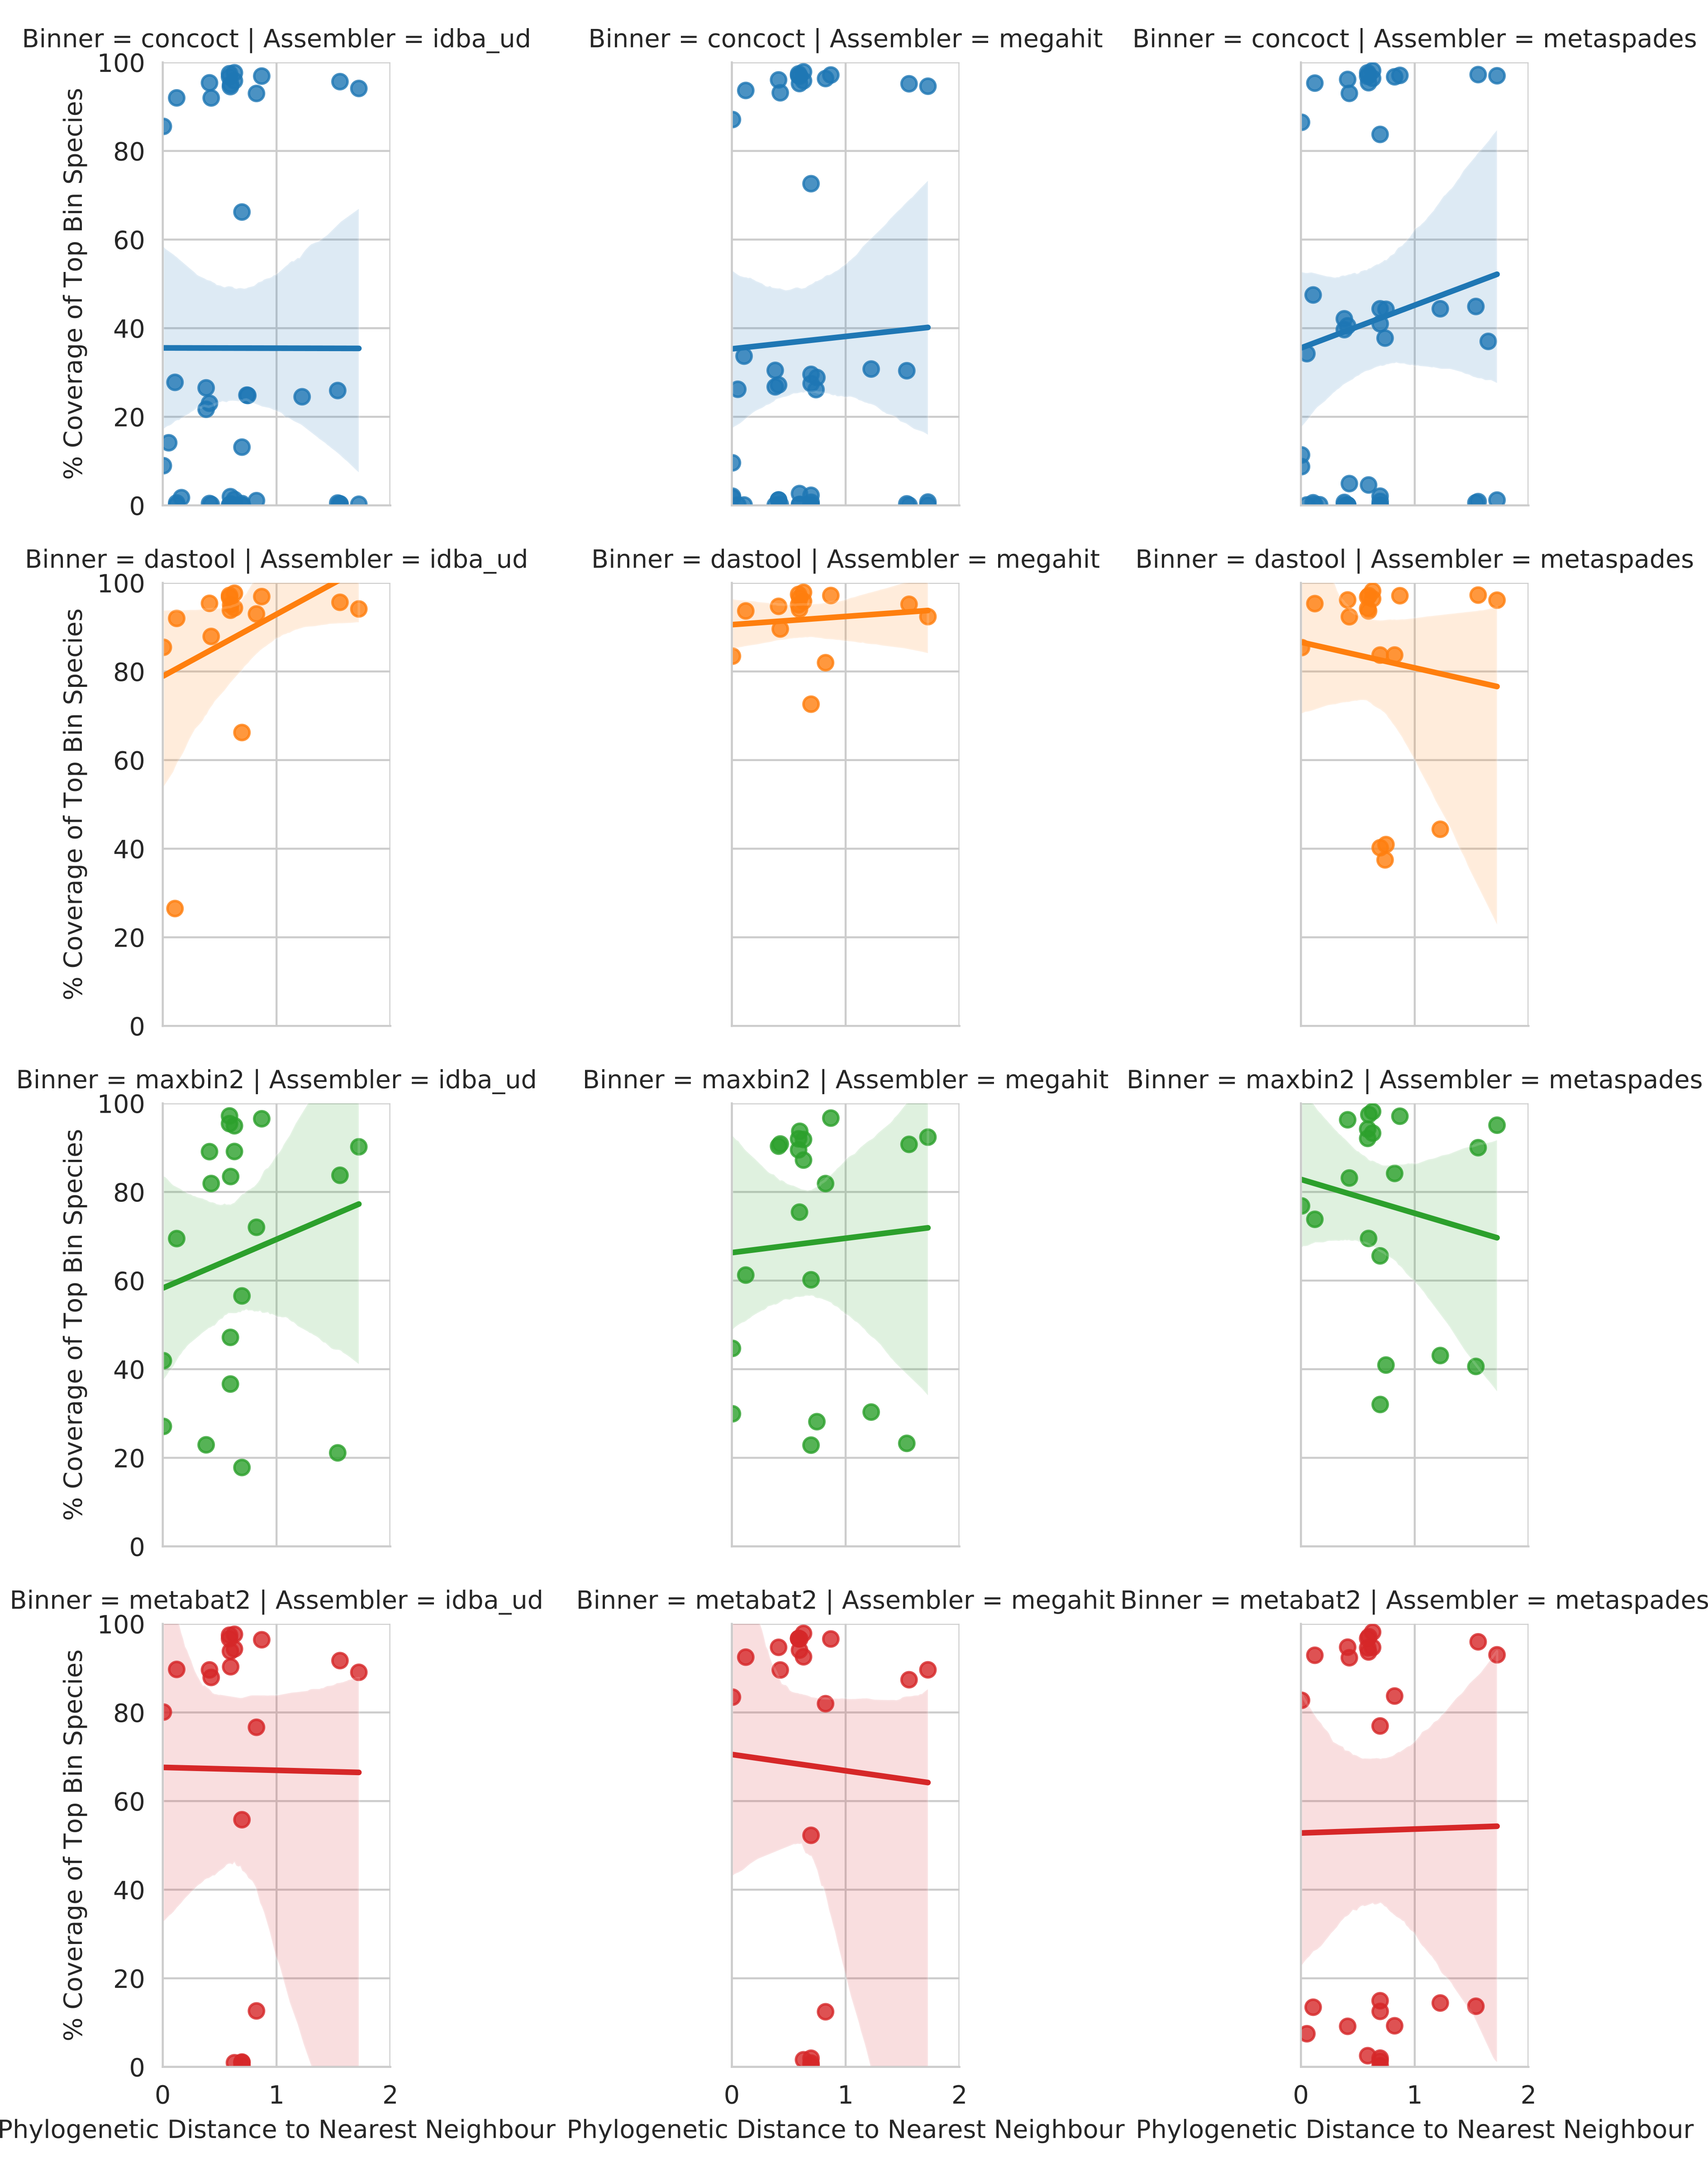 Binner = concoct | Assembler = idba_ud
Binner = concoct | Assembler = megahit
Binner = concoct | Assembler = metaspades
% Coverage of Top Bin Species
100
80
60
40
20
0
Binner = dastool | Assembler = idba_ud
Binner = dastool | Assembler = megahit
Binner = dastool | Assembler = metaspades
% Coverage of Top Bin Species
100
80
60
40
20
0
Binner = maxbin2 | Assembler = idba_ud
Binner = maxbin2 | Assembler = megahit
Binner = maxbin2 | Assembler = metaspades
% Coverage of Top Bin Species
100
80
60
40
20
0
Binner = metabat2 | Assembler = idba_ud
Binner = metabat2 | Assembler = megahit
Binner = metabat2 | Assembler = metaspades
% Coverage of Top Bin Species
100
80
60
40
20
0
0 1 2
0 1 2
0 1 2
Phylogenetic Distance to Nearest Neighbour
Phylogenetic Distance to Nearest Neighbour
Phylogenetic Distance to Nearest Neighbour